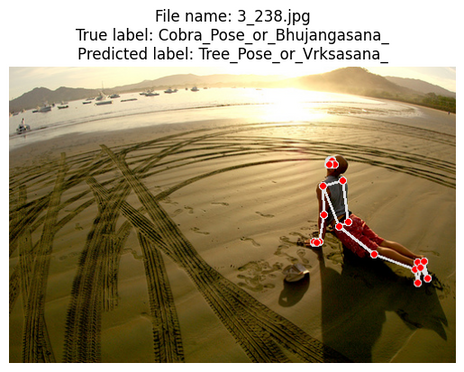 File name: 3_238.jpg
True label: Cobra_Pose_or_Bhujangasana_
Predicted label: Tree_Pose_or_Vrksasana_